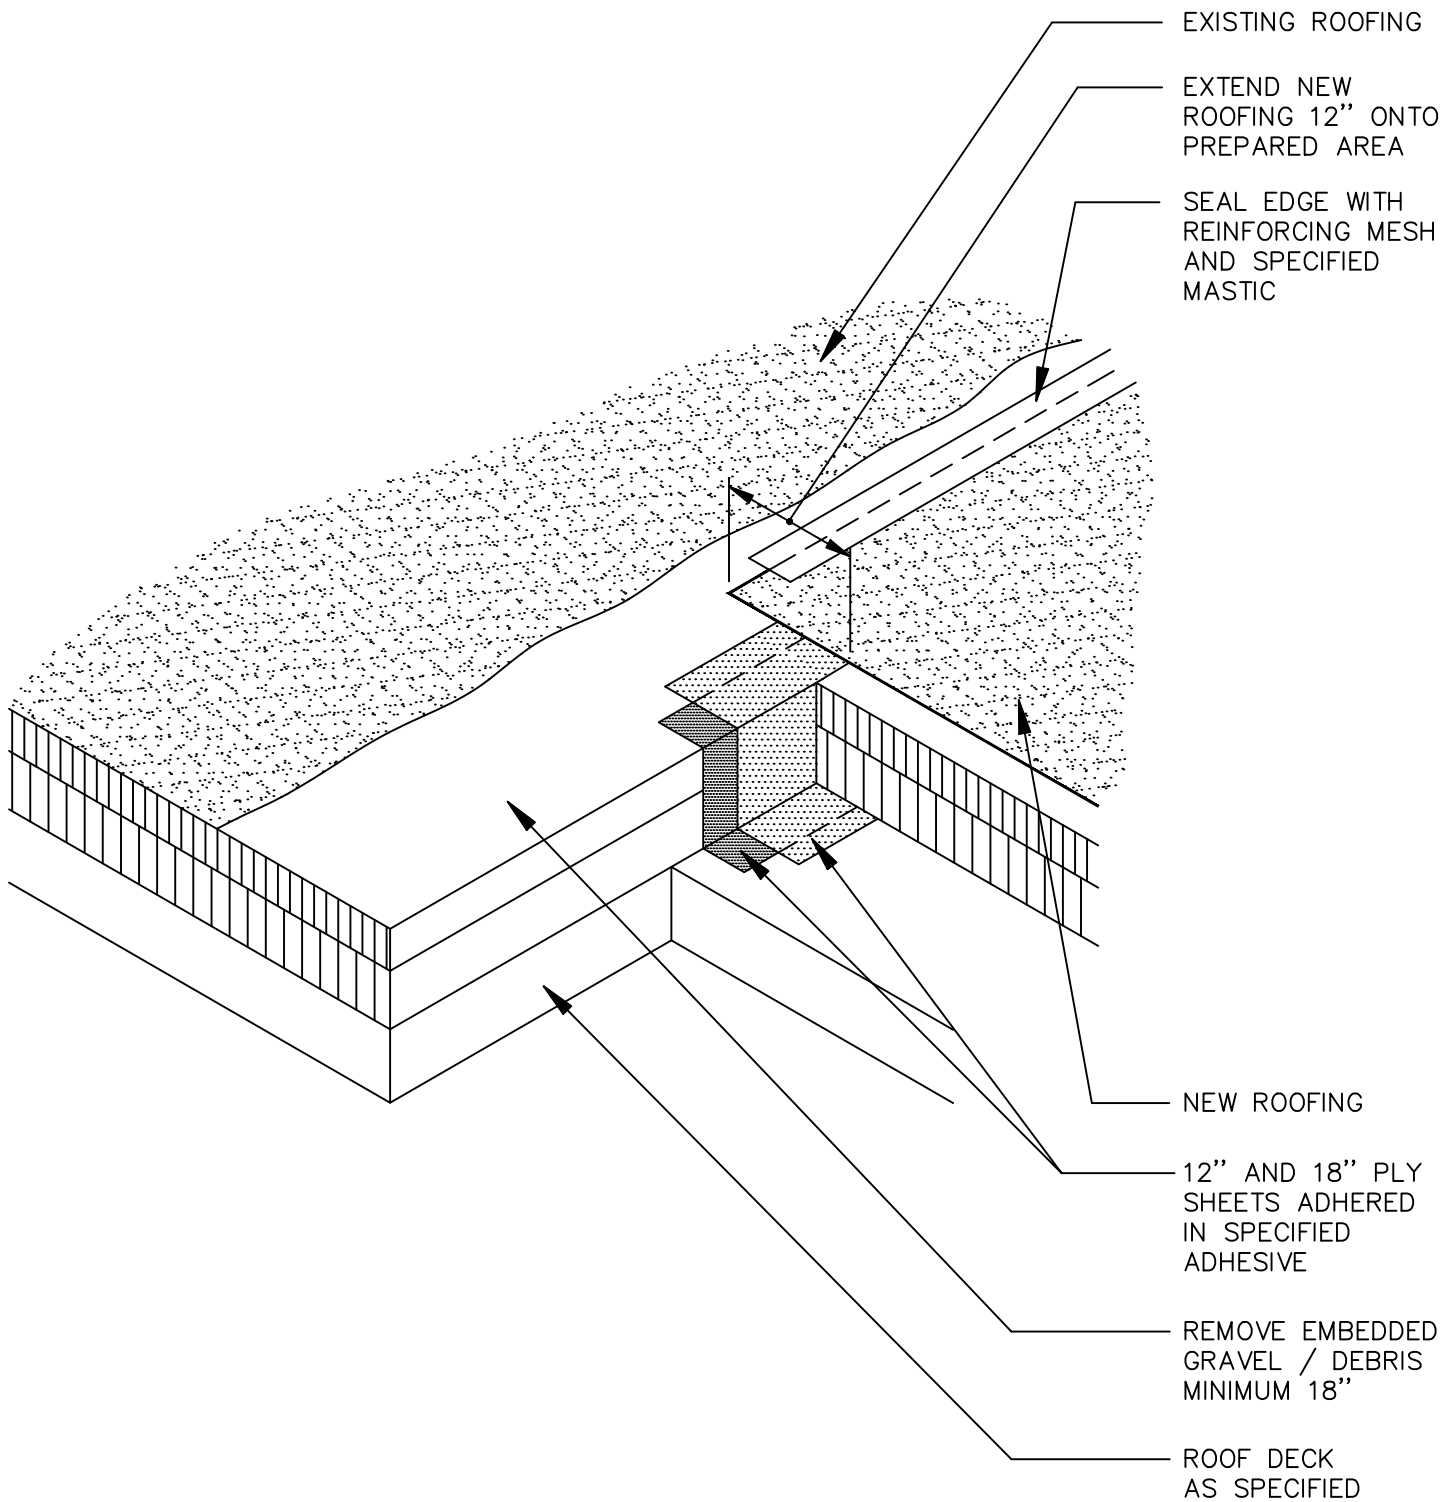 EXISTING ROOFING
EXTEND NEW
ROOFING 12” ONTO
PREPARED AREA
SEAL EDGE WITH
REINFORCING MESH
AND SPECIFIED
MASTIC
NEW ROOFING
12” AND 18” PLY
SHEETS ADHERED
IN SPECIFIED
ADHESIVE
REMOVE EMBEDDED
GRAVEL / DEBRIS
MINIMUM 18”
ROOF DECK
AS SPECIFIED